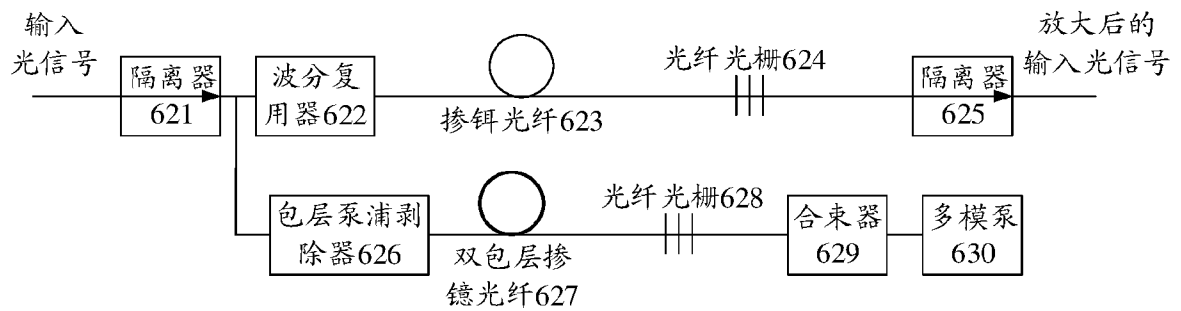 输入
光信号
隔离器
621
波分复
用器622
掺铒光纤623
光纤光栅624
隔离器
625
放大后的
输入光信号
包层泵浦剥
除器626
双包层掺
镱光纤627
光纤光栅628
合束器
629
多模泵
630